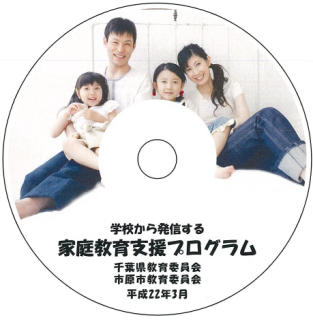 学校から発信する
家庭教育支援プログラム
千葉県教育委員会
市原市教育委員会
平成22年3月